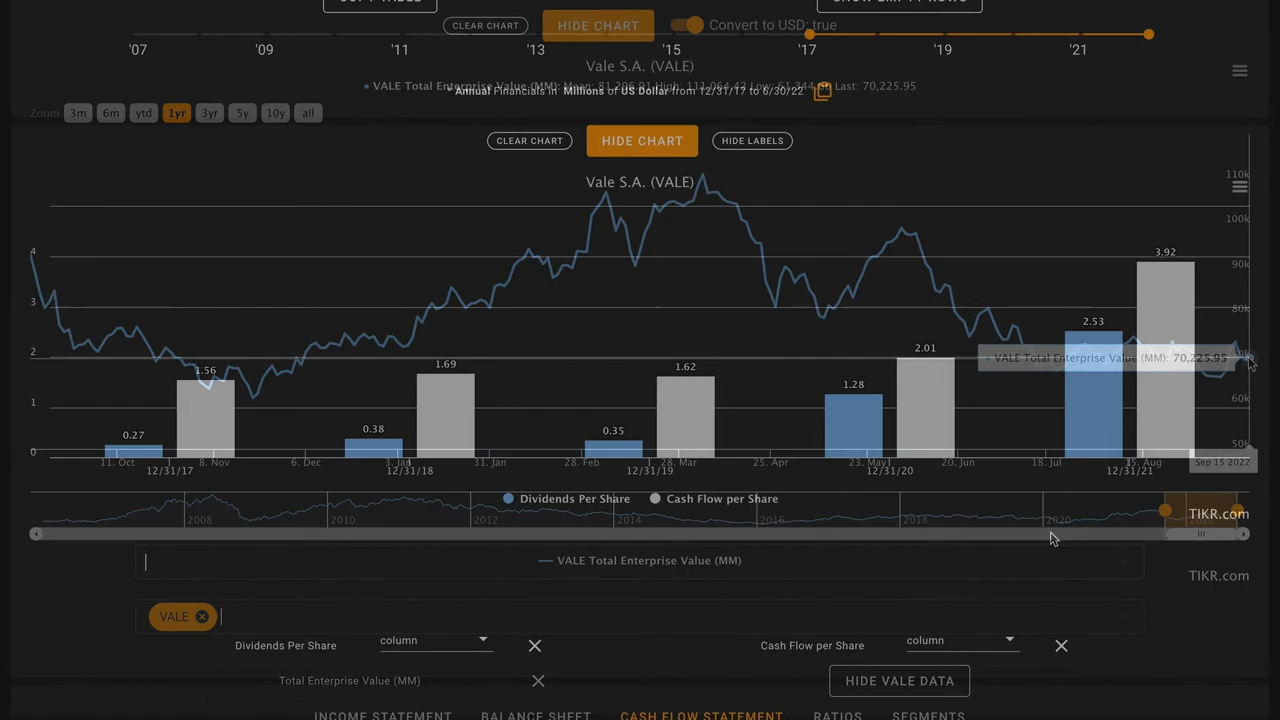 CLEAR CHART HIDE CHART Convert to USD: true
'07 '09 '11 '13 '15 '17 '19 '21
Vale S.A. (VALE)
VALE Total Enterprise Value (MM): Mean: High: Low: Last: 70,225.95
* Annual Financials in Millions of US Dollar from 12/31/17 to 6/30/22
Zoom 3m 6m ytd 1yr 3yr 5y 10y all
CLEAR CHART HIDE CHART HIDE LABELS
Vale S.A. (VALE)
110k
100k
4 3.92
90k
3 80k
2.53
2 2.01
VALE Total Enterprise Value (MM): 70,225.95
1.56 1.69 1.62
1 1.28 60k
0.27 0.38 0.35
0 50k
11. Oct 8. Nov 6. Dec 3. Jan 31. Jan 28. Feb 28. Mar 25. Apr 23. May 20. Jun 18. Jul 15. Aug Sep 15 2022
12/31/17 12/31/18 12/31/19 12/31/20 12/31/21
Dividends Per Share Cash Flow per Share
TIKR.com
2008 2010 2012 2014 2016 2018 2020
VALE Total Enterprise Value (MM)
TIKR.com
VALE
Dividends Per Share column Cash Flow per Share column
Total Enterprise Value (MM) HIDE VALE DATA
INCOME STATEMENT BALANCE SHEET CASH FLOW STATEMENT RATIOS SEGMENTS